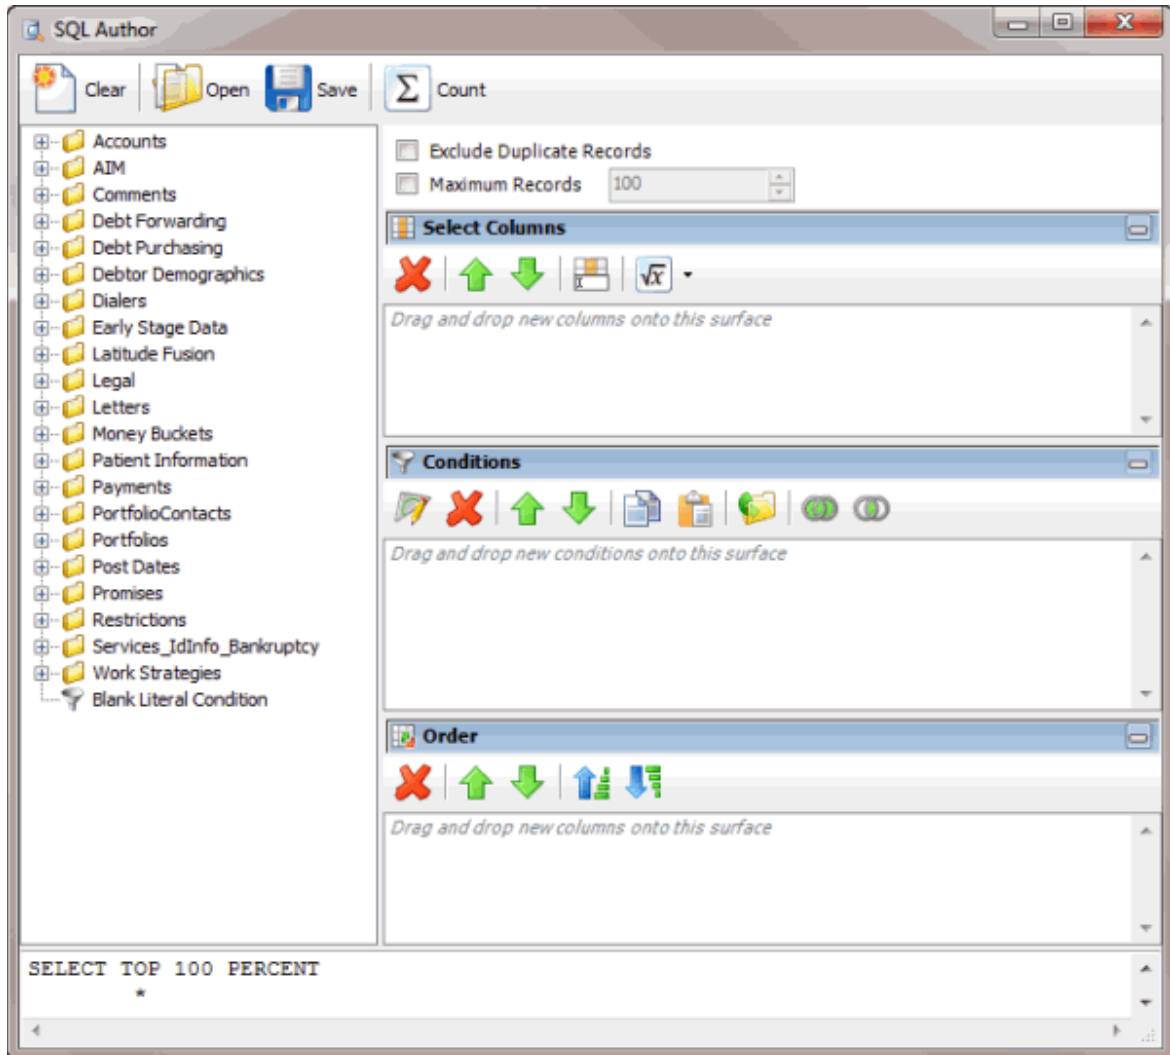 SQL Author
Clear Open Save Σ Count
Accounts
AIM
Comments
Debt Forwarding
Debt Purchasing
Debtor Demographics
Dialers
Early Stage Data
Latitude Fusion
Legal
Letters
Money Buckets
Patient Information
Payments
PortfolioContacts
Portfolios
Post Dates
Promises
Restrictions
Services_IdInfo_Bankruptcy
Work Strategies
Blank Literal Condition
Exclude Duplicate Records
Maximum Records 100
Select Columns
√x
Drag and drop new columns onto this surface
Conditions
Drag and drop new conditions onto this surface
Order
Drag and drop new columns onto this surface
SELECT TOP 100 PERCENT
*